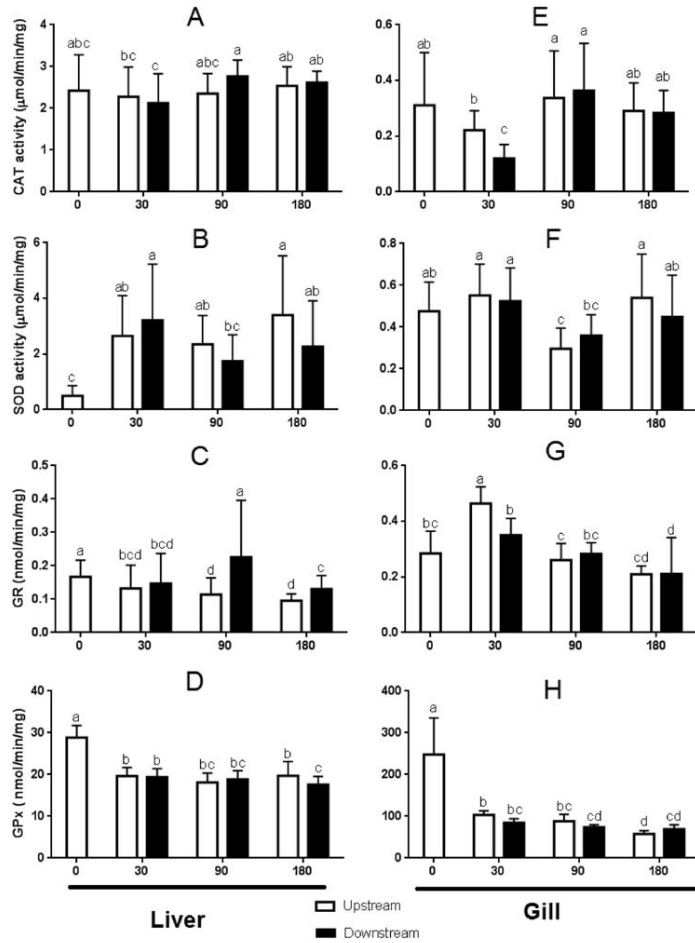 A
CAT activity (μmol/min/mg)
5
4
3
2
1
0
abc
bc
c
abc
a
ab
ab
0
30
90
180
E
0.6
0.4
0.2
0.0
ab
b
c
a
a
ab
ab
0
30
90
180
B
SOD activity (μmol/min/mg)
6
4
2
0
c
ab
a
ab
bc
a
ab
0
30
90
180
F
0.8
0.6
0.4
0.2
0.0
ab
a
a
c
bc
a
ab
0
30
90
180
C
GR (nmol/min/mg)
0.5
0.4
0.3
0.2
0.1
0.0
a
bcd
bcd
d
a
d
c
0
30
90
180
G
0.6
0.4
0.2
0.0
bc
a
b
c
bc
cd
d
0
30
90
180
D
GPx ( nmol/min/mg)
40
30
20
10
0
a
b
b
bc
bc
b
c
0
30
90
180
H
400
300
200
100
0
a
b
bc
bc
cd
d
cd
0
30
90
180
Liver
Upstream
Downstream
Gill